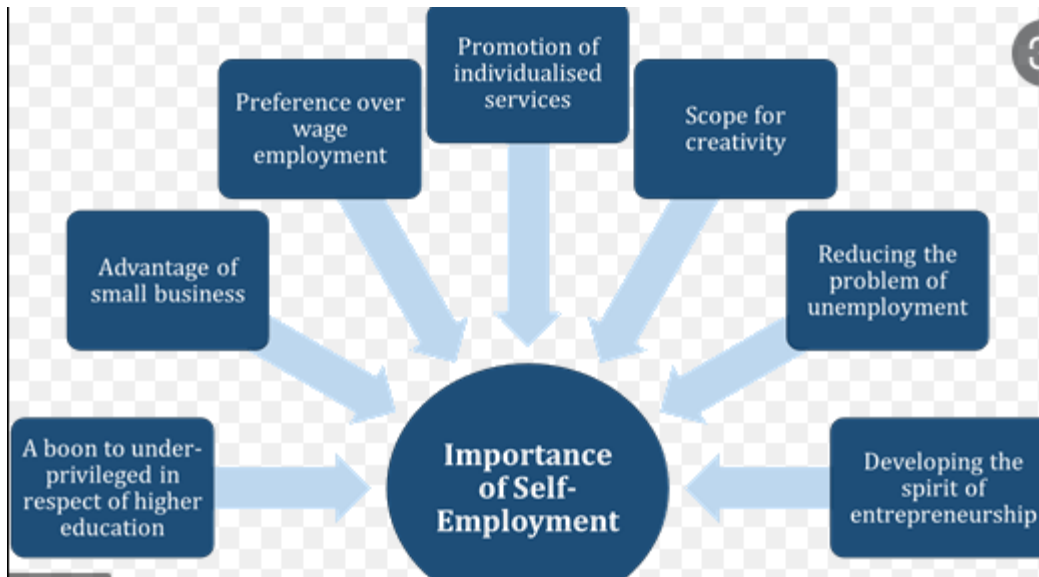 Promotion of
individualised
services
Preference over
wage
employment
Scope for
creativity
Advantage of
small business
Reducing the
problem of
unemployment
A boon to under-
privileged in
respect of higher
education
Importance
of Self-
Employment
Developing the
spirit of
entrepreneurship